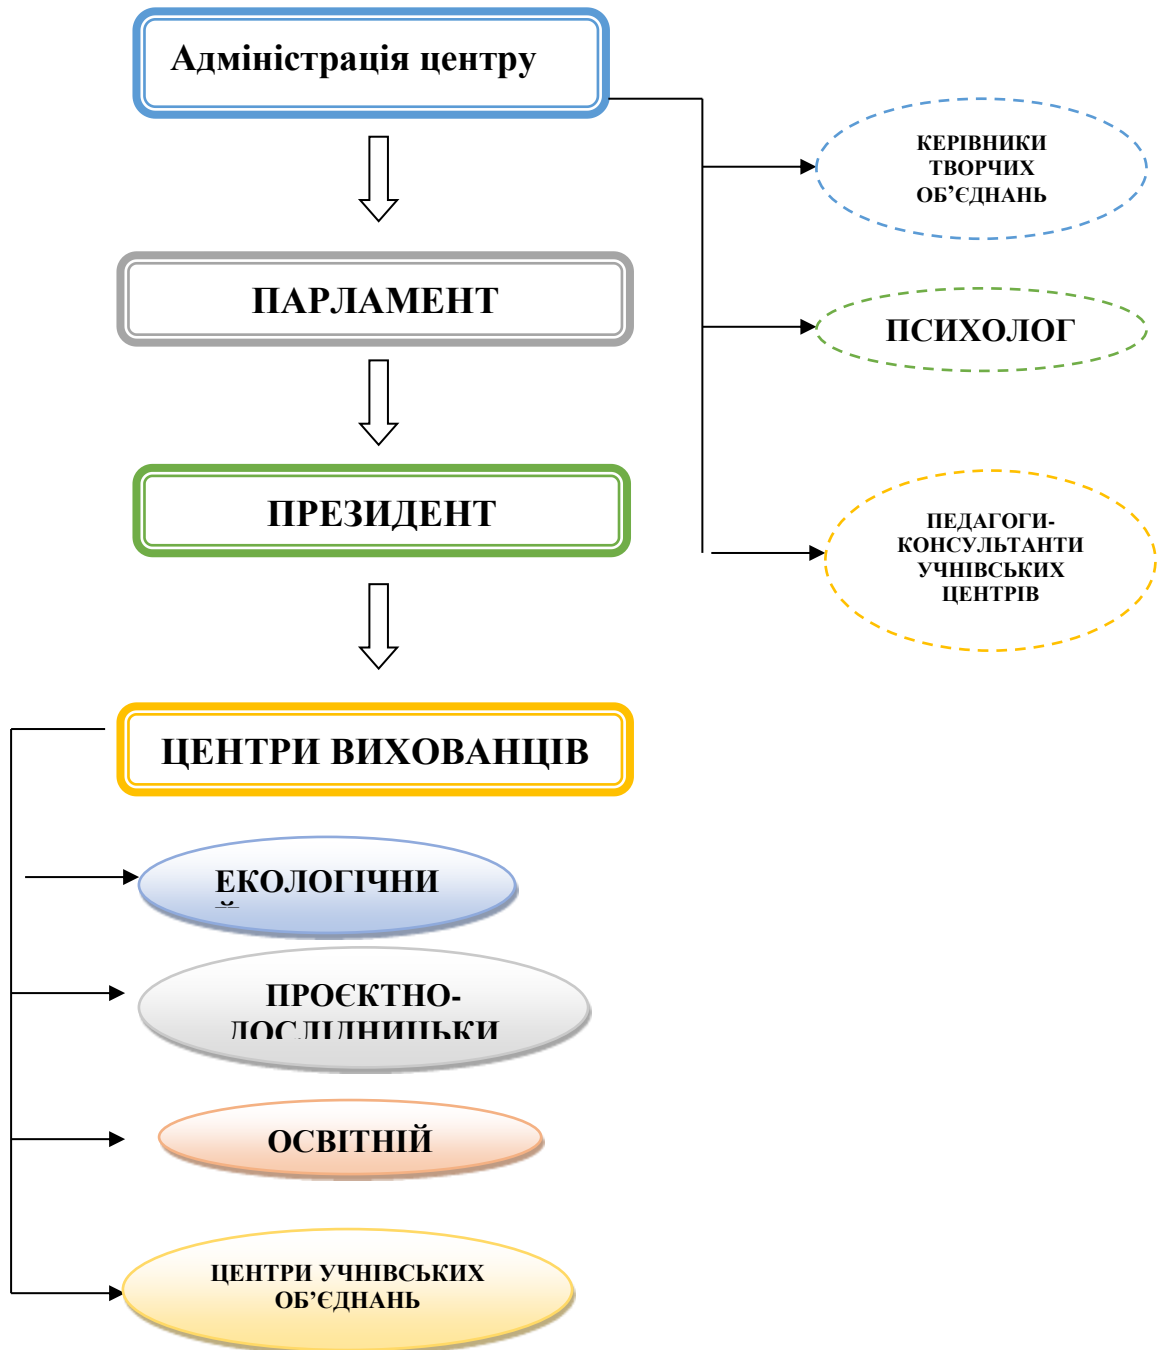 Адміністрація центру
КЕРІВНИКИ
ТВОРЧИХ
ОБ’ЄДНАНЬ
ПАРЛАМЕНТ
ПСИХОЛОГ
ПРЕЗИДЕНТ
ПЕДАГОГИ-
КОНСУЛЬТАНТИ
УЧНІВСЬКИХ
ЦЕНТРІВ
ЦЕНТРИ ВИХОВАНЦІВ
ЕКОЛОГІЧНИ
Й
ПРОЄКТНО-
ДОСЛІДНИЦЬКИ
ОСВІТНІЙ
ЦЕНТРИ УЧНІВСЬКИХ
ОБ’ЄДНАНЬ